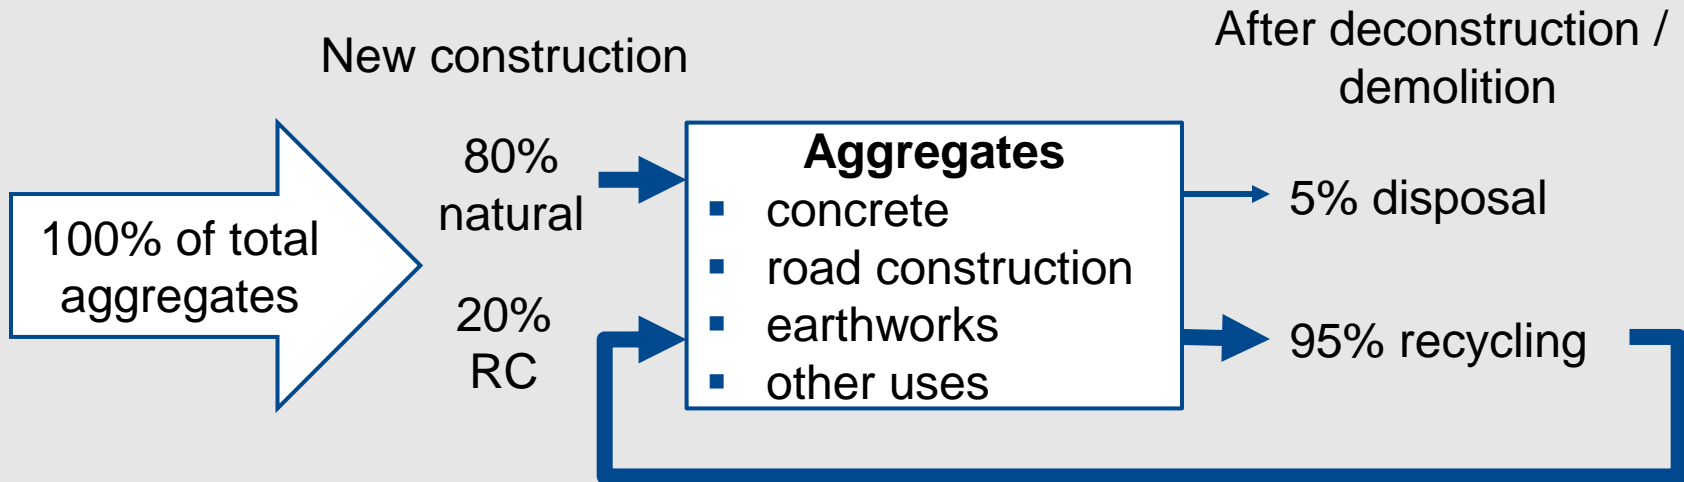 New construction
After deconstruction /
demolition
100% of total
aggregates
80%
natural
20%
RC
Aggregates
▪ concrete
▪ road construction
▪ earthworks
▪ other uses
5% disposal
95% recycling